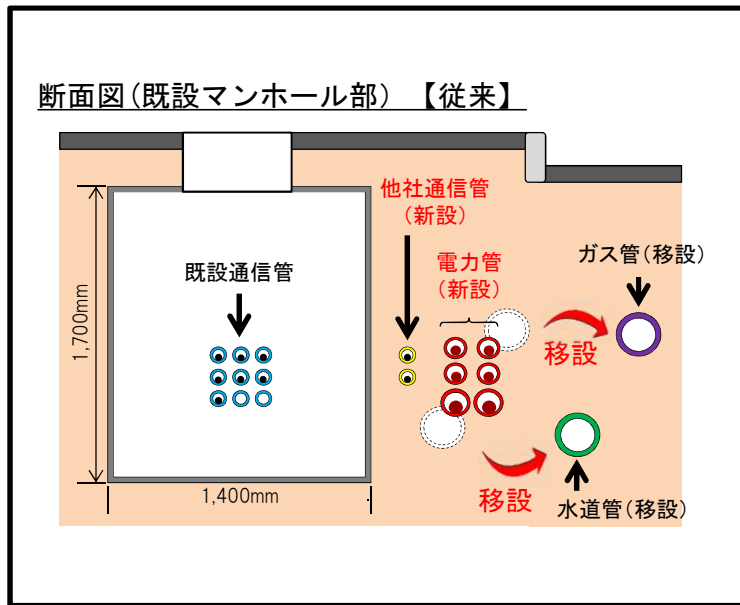 断面図(既設マンホール部) 【従来】
他社通信管
(新設)
電力管
(新設)
ガス管(移設)
既設通信管
1,700mm
移設
移設
1,400mm
水道管(移設)